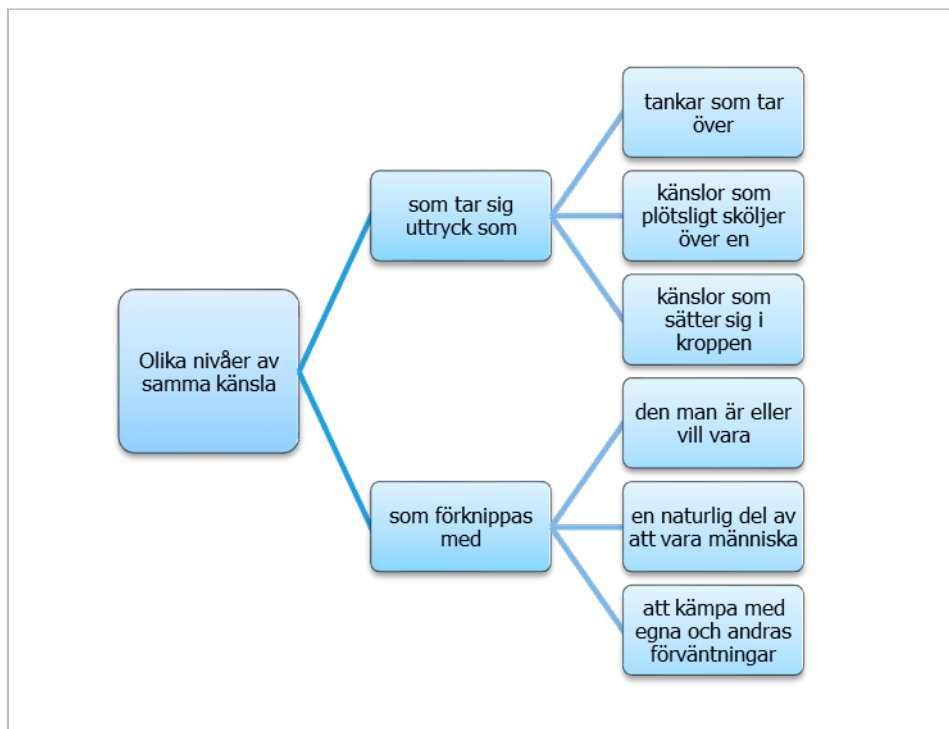 Olika nivåer av
samma känsla
som tar sig
uttryck som
tankar som tar
över
känslor som
plötsligt sköljer
över en
känslor som
sätter sig i
kroppen
som förknippas
med
den man är eller
vill vara
en naturlig del av
att vara människa
att kämpa med
egna och andras
förväntningar